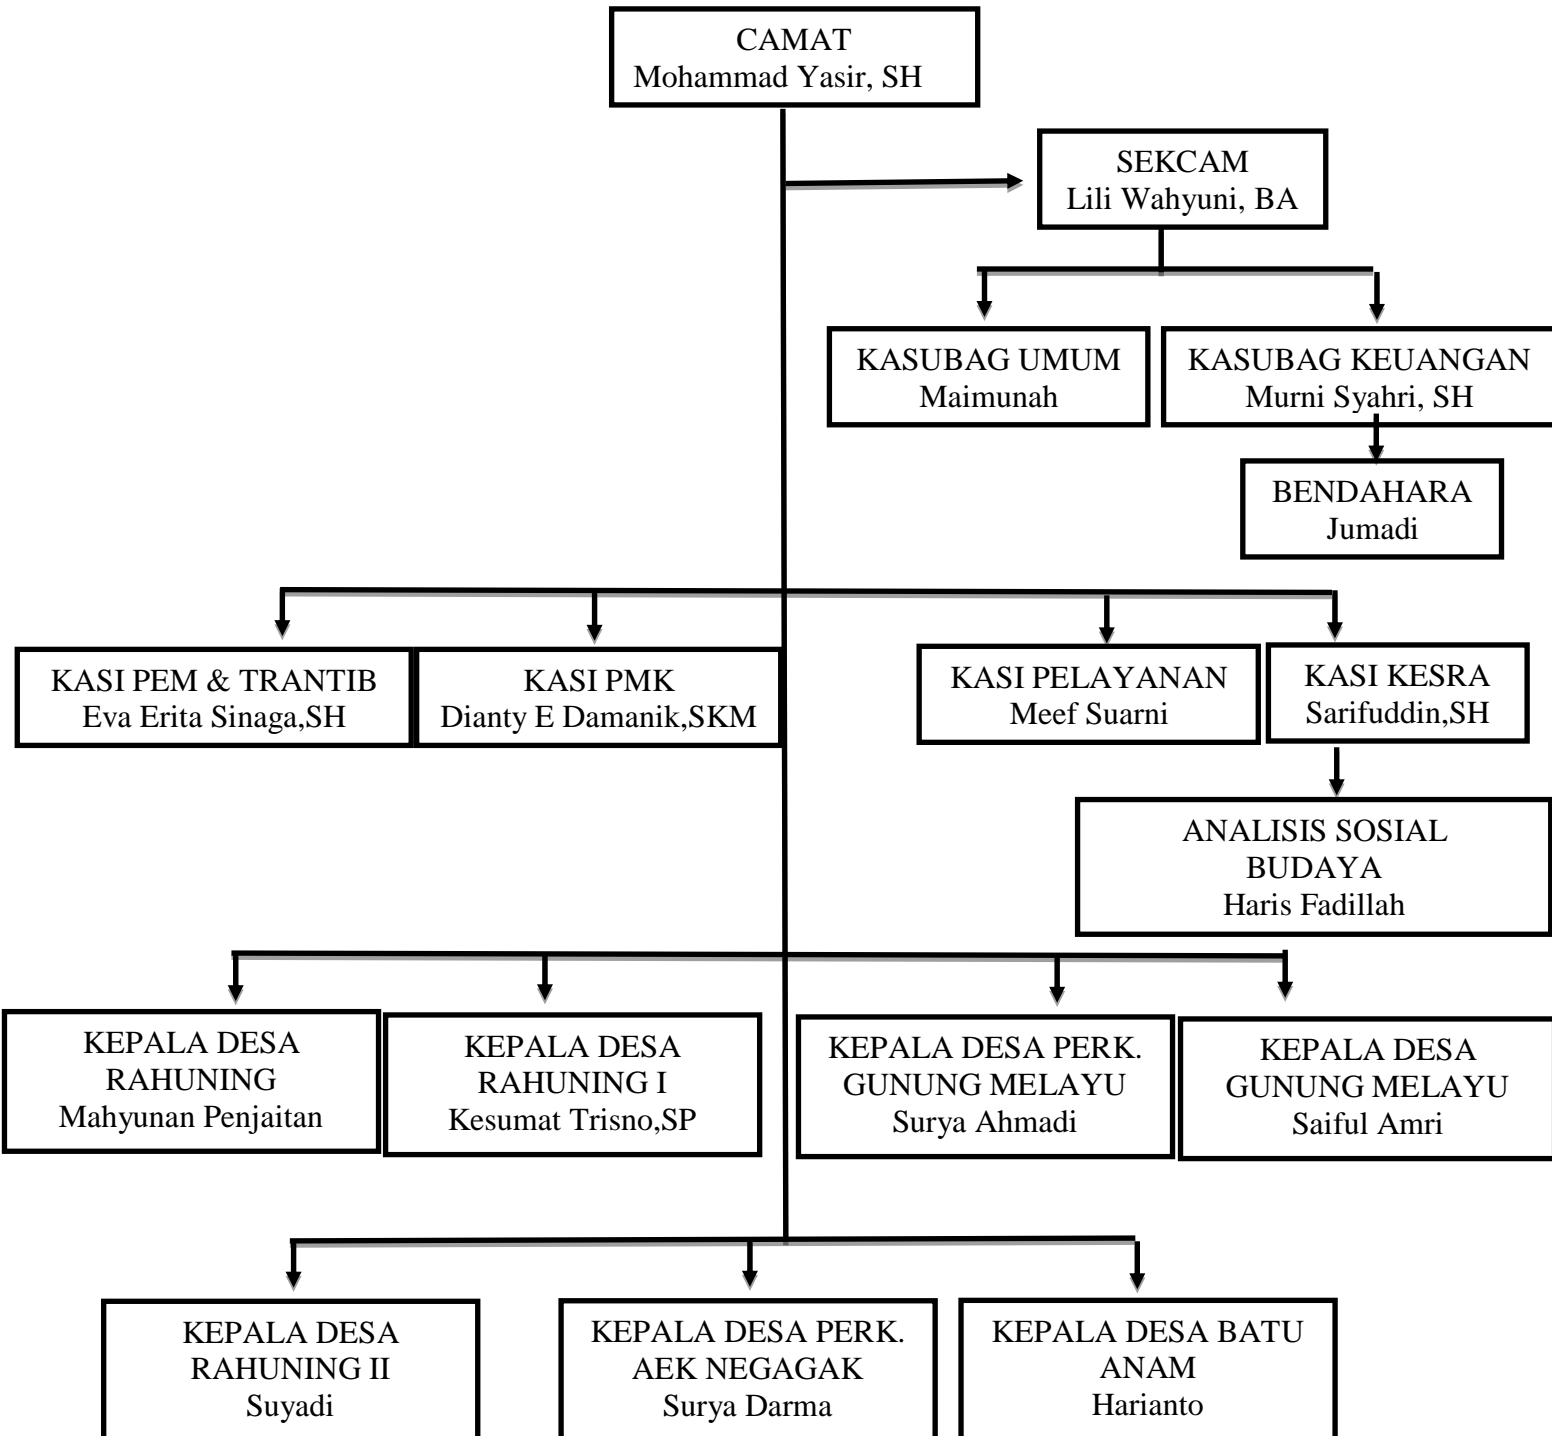 CAMAT
Mohammad Yasir, SH
SEKCAM
Lili Wahyuni, BA
KASUBAG UMUM
Maimunah
KASUBAG KEUANGAN
Murni Syahri, SH
BENDAHARA
Jumadi
KASI PEM & TRANTIB
Eva Erita Sinaga,SH
KASI PMK
Dianty E Damanik,SKM
KASI PELAYANAN
Meef Suarni
KASI KESRA
Sarifuddin,SH
ANALISIS SOSIAL
BUDAYA
Haris Fadillah
KEPALA DESA
RAHUNING
Mahyunan Penjaitan
KEPALA DESA
RAHUNING I
Kesumat Trisno,SP
KEPALA DESA PERK.
GUNUNG MELAYU
Surya Ahmadi
KEPALA DESA
GUNUNG MELAYU
Saiful Amri
KEPALA DESA
RAHUNING II
Suyadi
KEPALA DESA PERK.
AEK NEGAGAK
Surya Darma
KEPALA DESA BATU
ANAM
Harianto